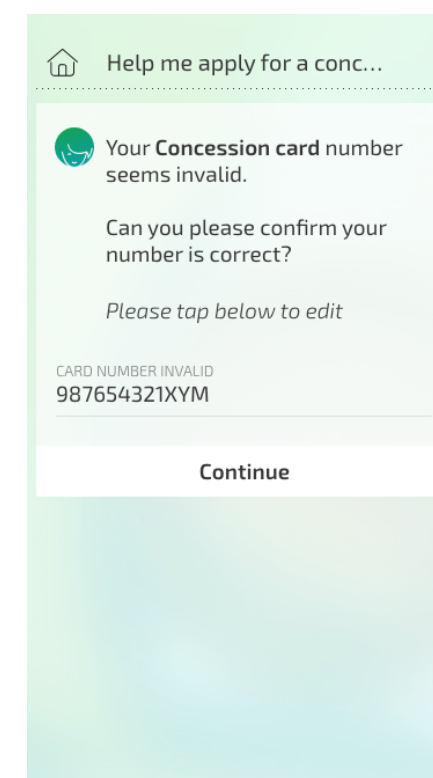 Help me apply for a conc...
Your Concession card number
seems invalid.
Can you please confirm your
number is correct?
Please tap below to edit
CARD NUMBER INVALID
987654321XYM
Continue